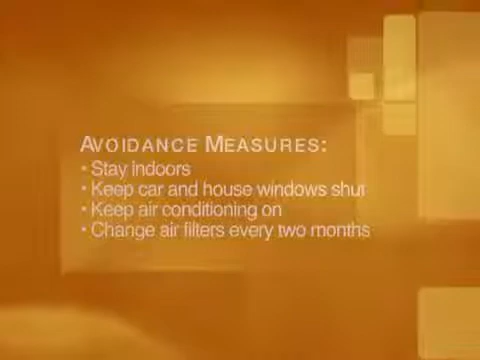 AVOIDANCE MEASURES:
• Stay indoors
• Keep car and house windows shut
• Keep air conditioning on
• Change air filters every two months